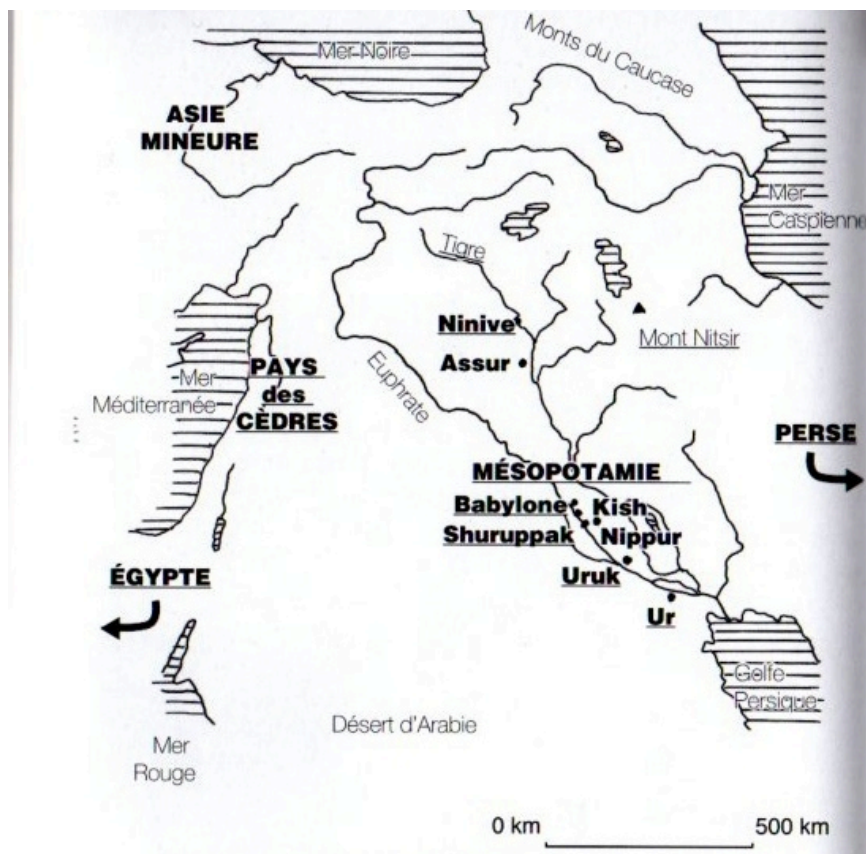 Mer Noire
Monts du Caucase
ASIE
MINEURE
Mer
Caspienne
Tigre
Ninive
Mont Nitsir
Assur
PAYS
des
CÈDRES
Mer
Méditerranée
Euphrate
PERSE
MÉSOPOTAMIE
Babylone
Kish
Shuruppak
Nippur
ÉGYPTE
Uruk
Ur
Golfe
Persique
Désert d'Arabie
Mer
Rouge
0 km
500 km